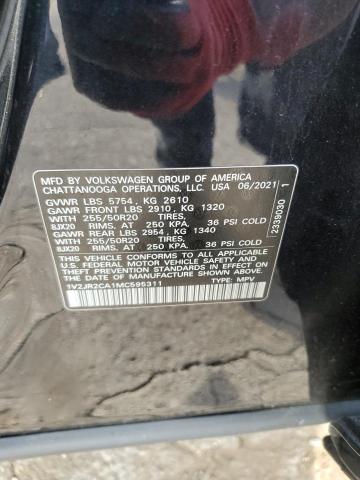 MFD BY VOLKSWAGEN GROUP OF AMERICA
CHATTANOOGA OPERATIONS, LLC. USA 06/2021
GVWR LBS 5754, KG 2610
GAWR FRONT LBS 2910, KG 1320
WITH 255/50R20 TIRES,
8JX20 RIMS, AT 250 KPA, 36 PSI COLD
GAWR REAR LBS 2954, KG 1340
WITH 255/50R20 TIRES,
8JX20 RIMS, AT 250 KPA, 36 PSI COLD
THIS VEHICLE CONFORMS TO ALL APPLICABLE
U.S. FEDERAL MOTOR VEHICLE SAFETY AND
THEFT PREVENTION STANDARDS IN EFFECT ON
THE DATE OF MANUFACTURE SHOWN ABOVE.
1V2JR2CA1MC595311 TYPE: MPV
2339030 1